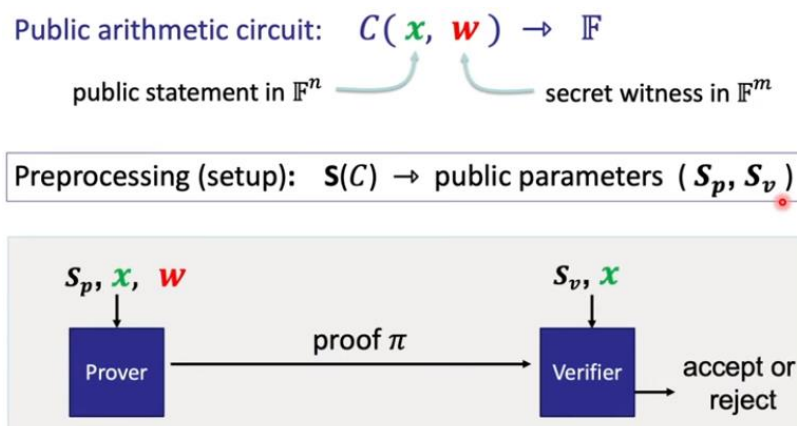 Public arithmetic circuit: C( x, w ) → 𝔽
public statement in 𝔽ⁿ
secret witness in 𝔽ᵐ
Preprocessing (setup): S(C) → public parameters ( Sₚ, Sᵥ )
Sₚ, x, w
Sᵥ, x
proof π
Prover
Verifier
accept or
reject